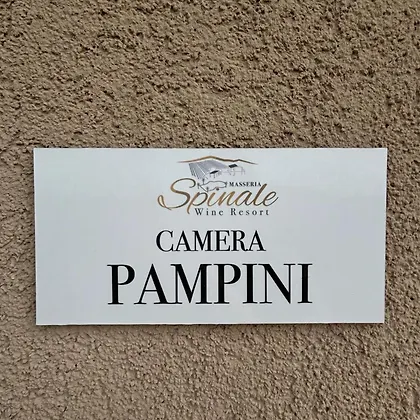 MASSERIA
Spinale
Wine Resort
CAMERA
PAMPINI